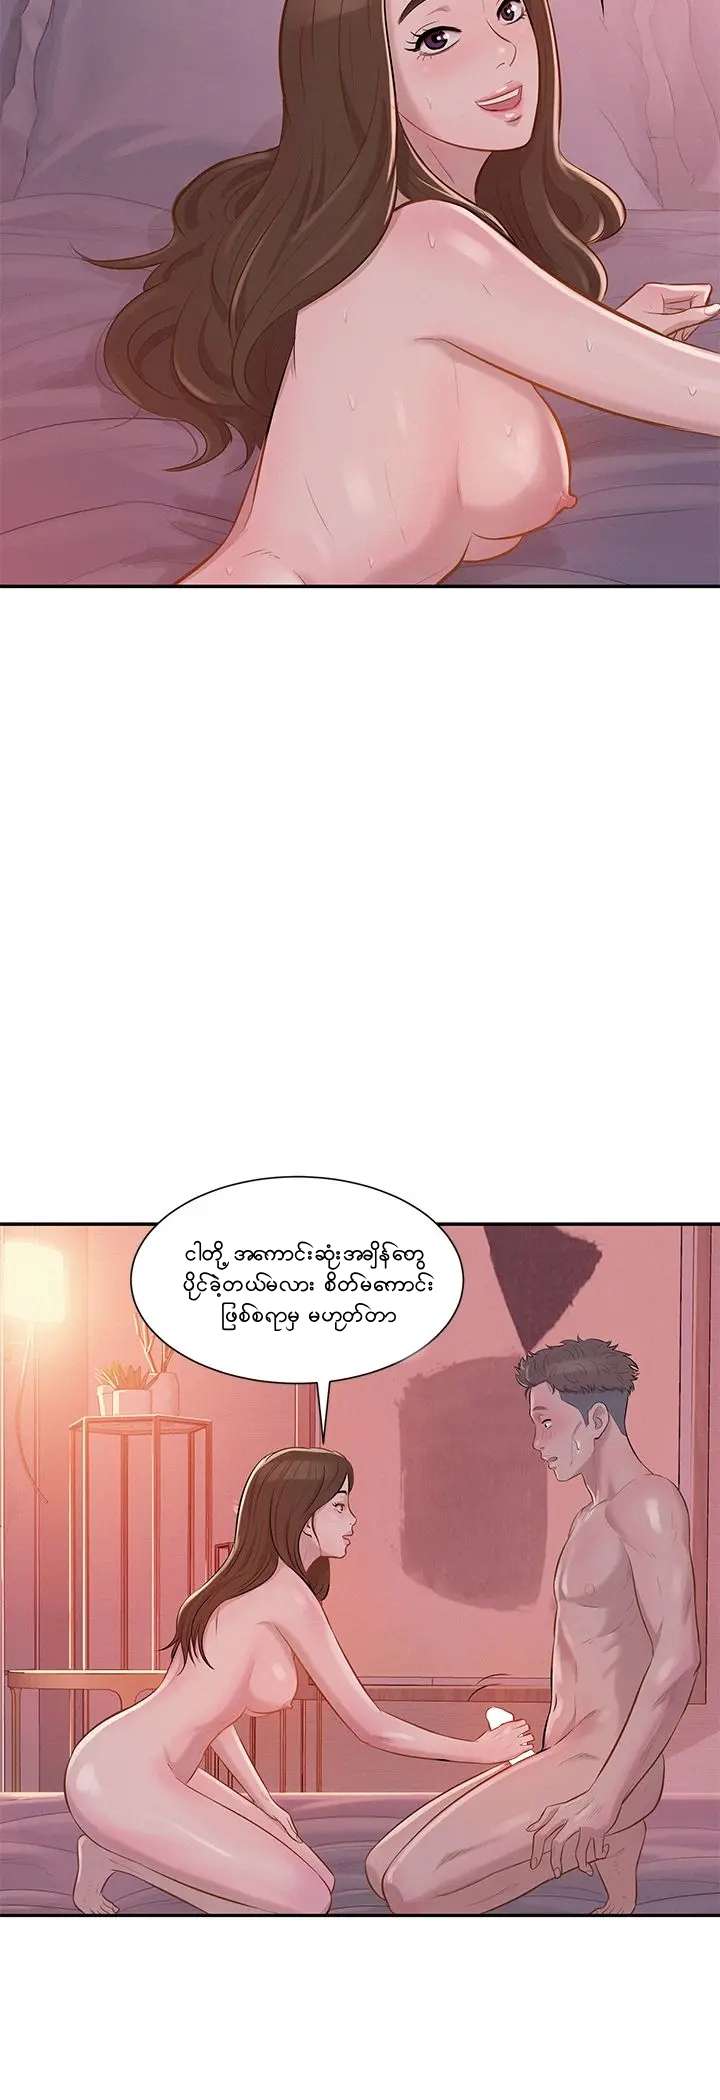 ငါတို့ အကောင်းဆုံးအချိန်တွေ
ပိုင်ခဲ့တယ်မလား စိတ်မကောင်း
ဖြစ်စရာမှ မဟုတ်တာ